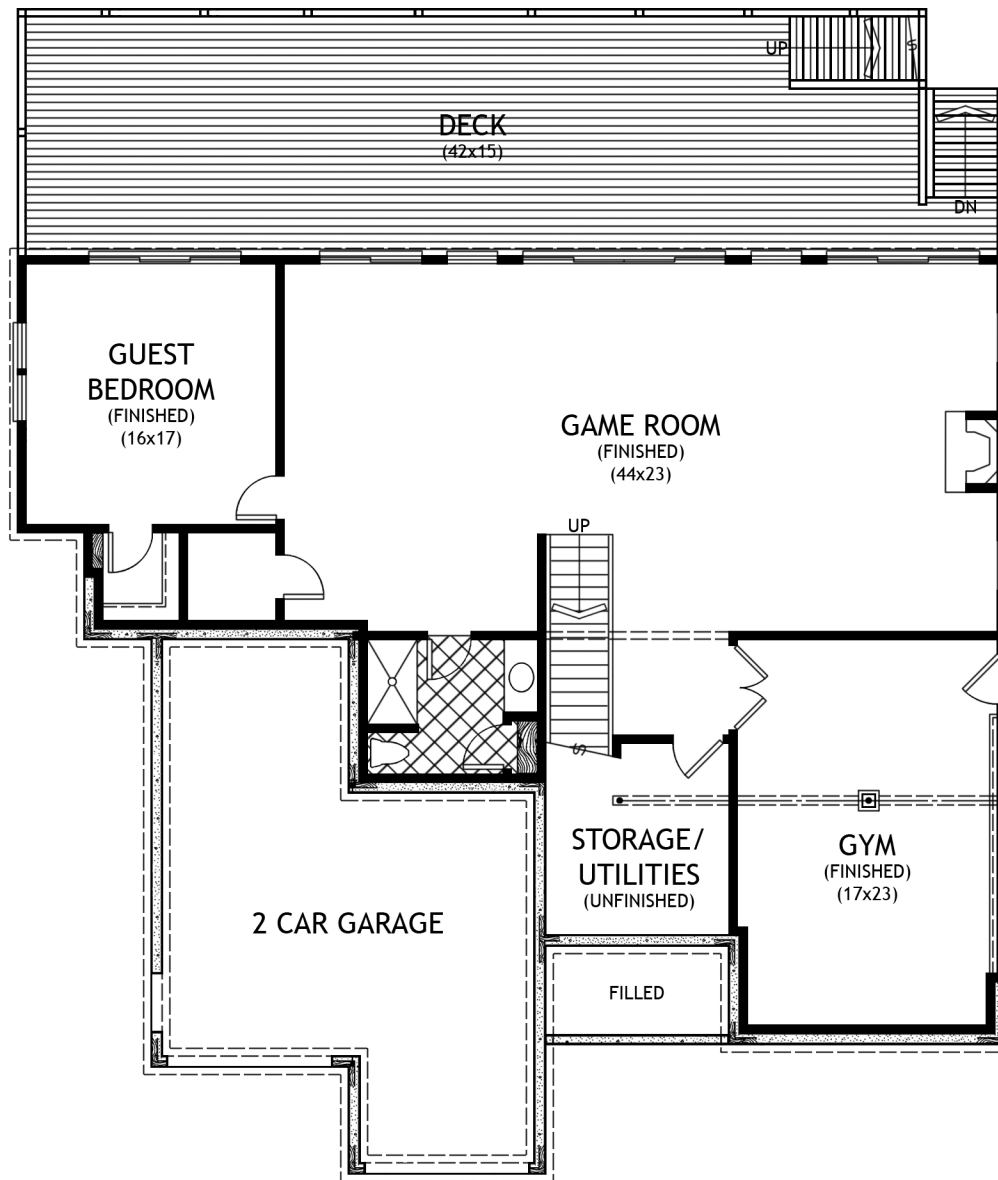 UP
DECK
(42x15)
DN
GUEST
BEDROOM
(FINISHED)
(16x17)
GAME ROOM
(FINISHED)
(44x23)
UP
STORAGE/
UTILITIES
(UNFINISHED)
GYM
(FINISHED)
(17x23)
2 CAR GARAGE
FILLED